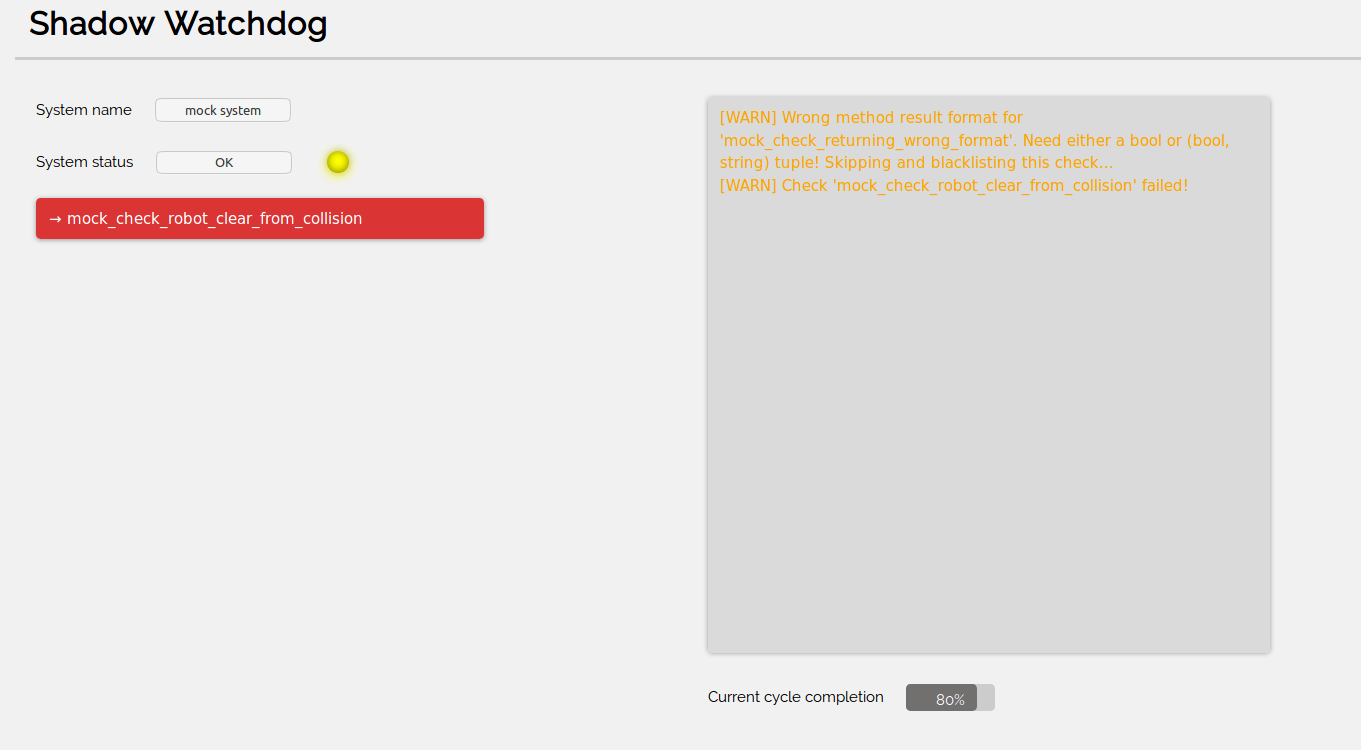 Shadow Watchdog
System name
mock system
System status
OK
→ mock_check_robot_clear_from_collision
[WARN] Wrong method result format for
'mock_check_returning_wrong_format'. Need either a bool or (bool,
string) tuple! Skipping and blacklisting this check...
[WARN] Check 'mock_check_robot_clear_from_collision' failed!
Current cycle completion
80%